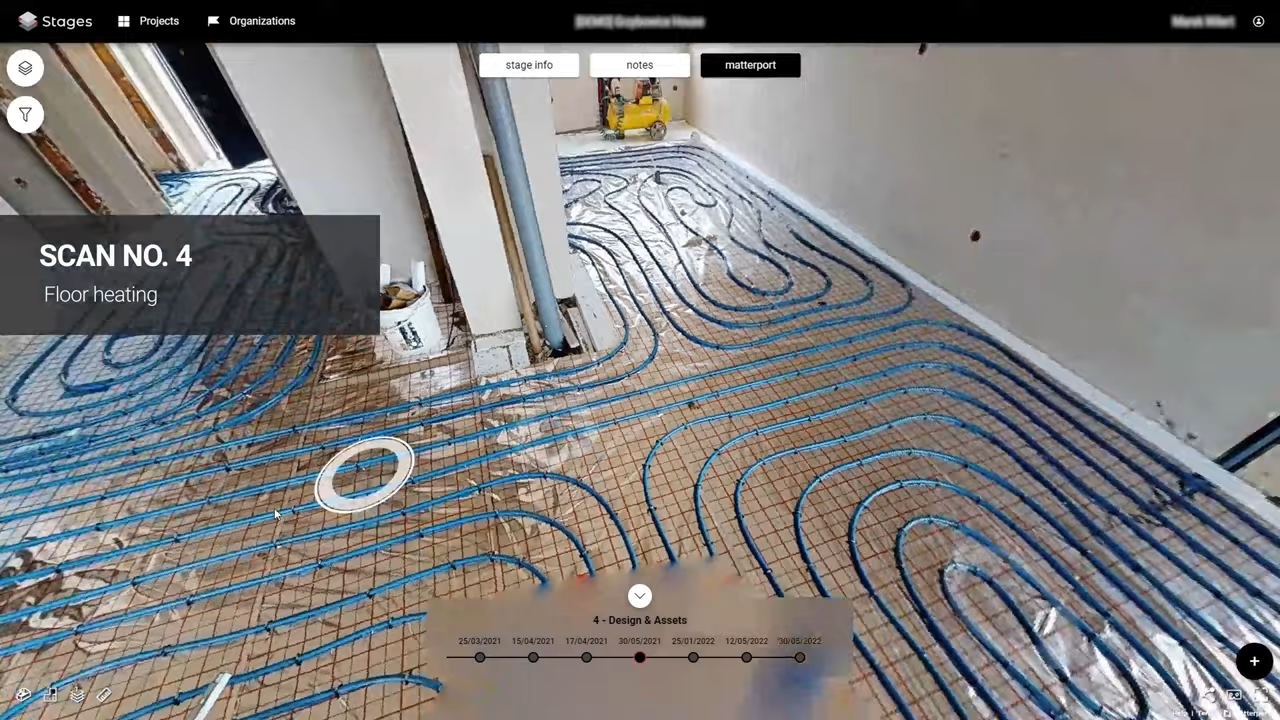 Stages
Projects
Organizations
stage info
notes
matterport
SCAN NO. 4
Floor heating
4 - Design & Assets
25/03/2021
15/04/2021
17/04/2021
30/05/2021
25/01/2022
12/05/2022
30/05/2022
+